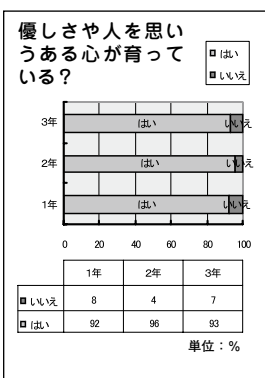 優しさや人を思い
うある心が育って
いる？
はい
いいえ
3年 はい いいえ
2年 はい いいえ
1年 はい いいえ
0 20 40 60 80 100
1年 2年 3年
いいえ 8 4 7
はい 92 96 93
単位：％